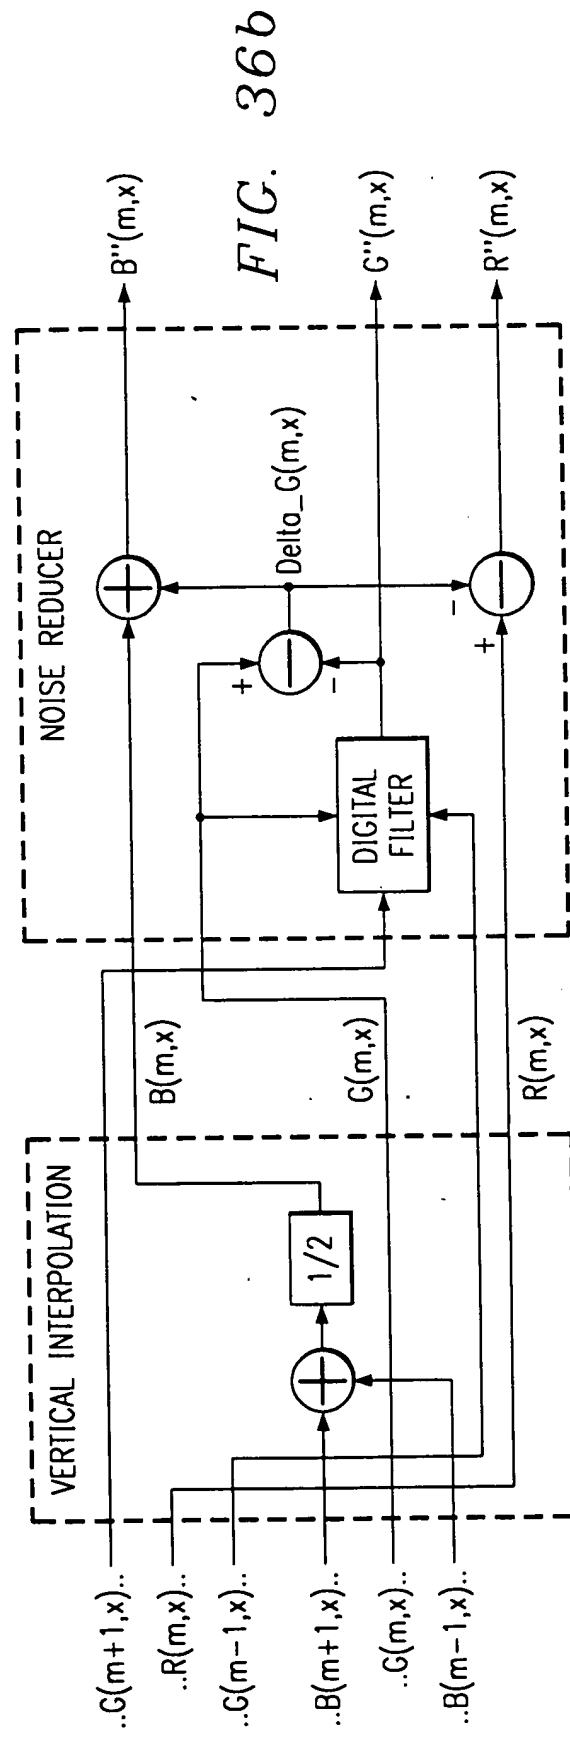 FIG. 36b
VERTICAL INTERPOLATION
NOISE REDUCER
..G(m+1,x)..
..R(m,x)..
..G(m-1,x)..
..B(m+1,x)..
..G(m,x)..
..B(m-1,x)..
1/2
B(m,x)
G(m,x)
R(m,x)
DIGITAL
FILTER
+
-
Delta_G(m,x)
-
+
B''(m,x)
G''(m,x)
R''(m,x)